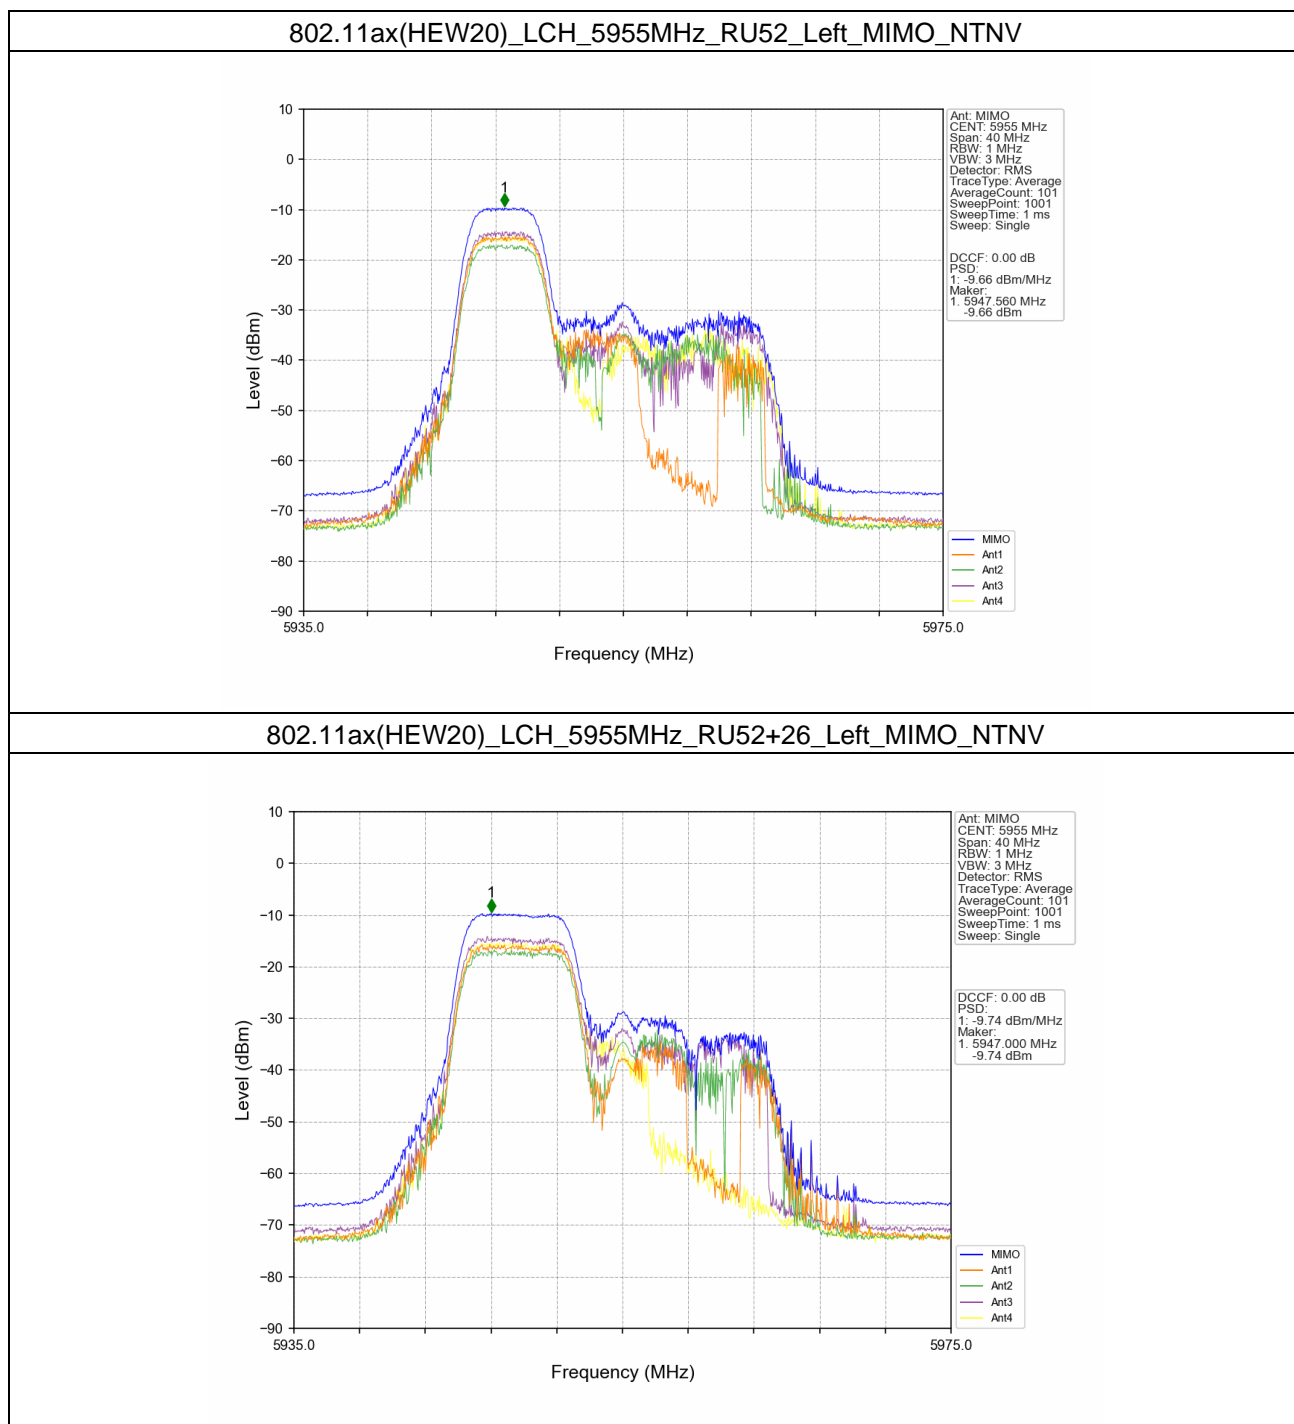 802.11ax(HEW20)_LCH_5955MHz_RU52_Left_MIMO_NTNV
10
0
−10
−20
−30
−40
−50
−60
−70
−80
−90
Level (dBm)
1
5935.0
5975.0
Frequency (MHz)
Ant: MIMO
CENT: 5955 MHz
Span: 40 MHz
RBW: 1 MHz
VBW: 3 MHz
Detector: RMS
TraceType: Average
AverageCount: 101
SweepPoint: 1001
SweepTime: 1 ms
Sweep: Single
DCCF: 0.00 dB
PSD:
1: -9.66 dBm/MHz
Maker:
1. 5947.560 MHz
-9.66 dBm
MIMO
Ant1
Ant2
Ant3
Ant4
802.11ax(HEW20)_LCH_5955MHz_RU52+26_Left_MIMO_NTNV
10
0
−10
−20
−30
−40
−50
−60
−70
−80
−90
Level (dBm)
1
5935.0
5975.0
Frequency (MHz)
Ant: MIMO
CENT: 5955 MHz
Span: 40 MHz
RBW: 1 MHz
VBW: 3 MHz
Detector: RMS
TraceType: Average
AverageCount: 101
SweepPoint: 1001
SweepTime: 1 ms
Sweep: Single
DCCF: 0.00 dB
PSD:
1: -9.74 dBm/MHz
Maker:
1. 5947.000 MHz
-9.74 dBm
MIMO
Ant1
Ant2
Ant3
Ant4